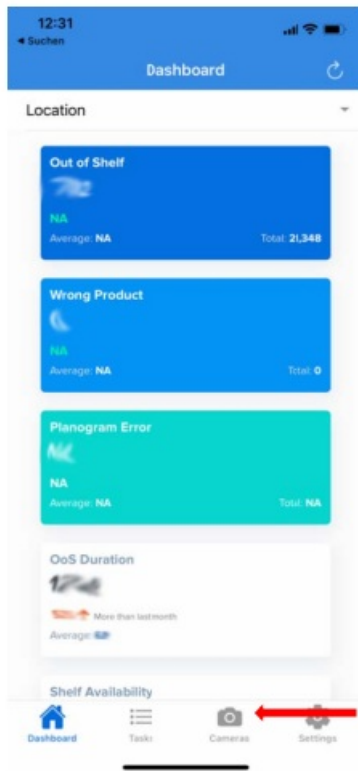 12:31
Suchen
Dashboard
Location
Out of Shelf
NA
Average: NA Total: 21,348
Wrong Product
NA
Average: NA Total: 0
Planogram Error
NA
Average: NA Total: NA
OoS Duration
More than last month
Average:
Shelf Availability
Dashboard Tasks Cameras Settings